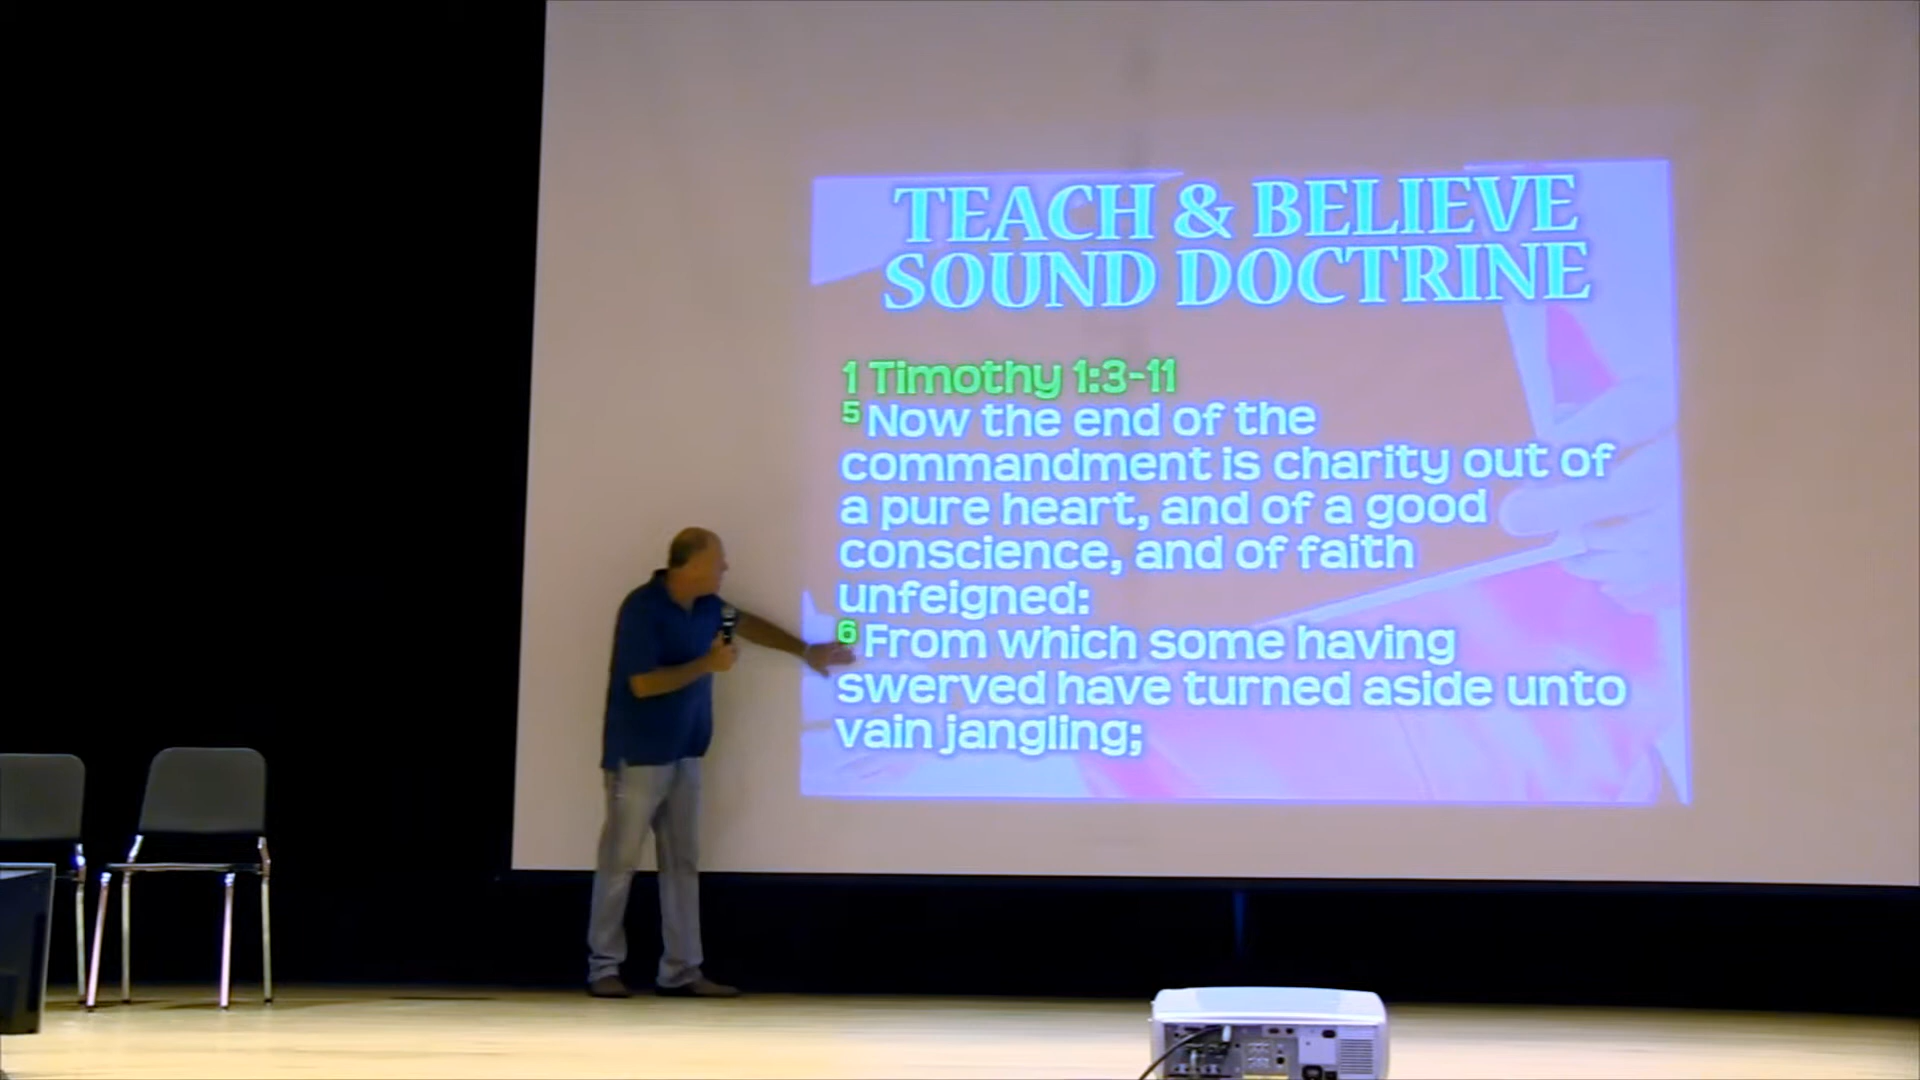 TEACH & BELIEVE
SOUND DOCTRINE
1 Timothy 1:3-11
5 Now the end of the
commandment is charity out of
a pure heart, and of a good
conscience, and of faith
unfeigned:
6 From which some having
swerved have turned aside unto
vain jangling;